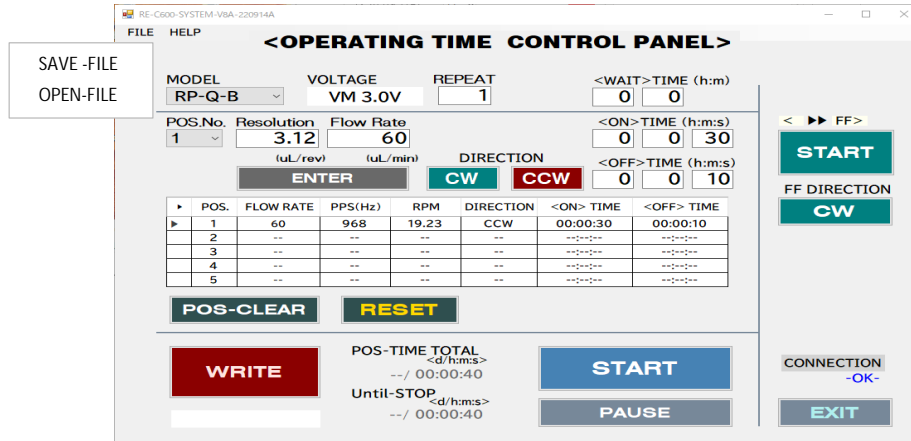 RE-C600-SYSTEM-V8A-220914A
FILE HELP
SAVE -FILE
OPEN-FILE
<OPERATING TIME CONTROL PANEL>
MODEL VOLTAGE REPEAT <WAIT>TIME (h:m)
RP-Q-B VM 3.0V 1 0 0
POS.No. Resolution Flow Rate <ON>TIME (h:m:s)
1 3.12 60 0 0 30
(uL/rev) (uL/min) DIRECTION <OFF>TIME (h:m:s)
ENTER CW CCW 0 0 10
POS. FLOW RATE PPS(Hz) RPM DIRECTION <ON> TIME <OFF> TIME
1 60 968 19.23 CCW 00:00:30 00:00:10
2 -- -- -- -- --:--:-- --:--:--
3 -- -- -- -- --:--:-- --:--:--
4 -- -- -- -- --:--:-- --:--:--
5 -- -- -- -- --:--:-- --:--:--
POS-CLEAR RESET
WRITE
POS-TIME TOTAL
<d/h:m:s>
--/ 00:00:40
Until-STOP
<d/h:m:s>
--/ 00:00:40
START
PAUSE
< ▶▶ FF>
START
FF DIRECTION
CW
CONNECTION
-OK-
EXIT